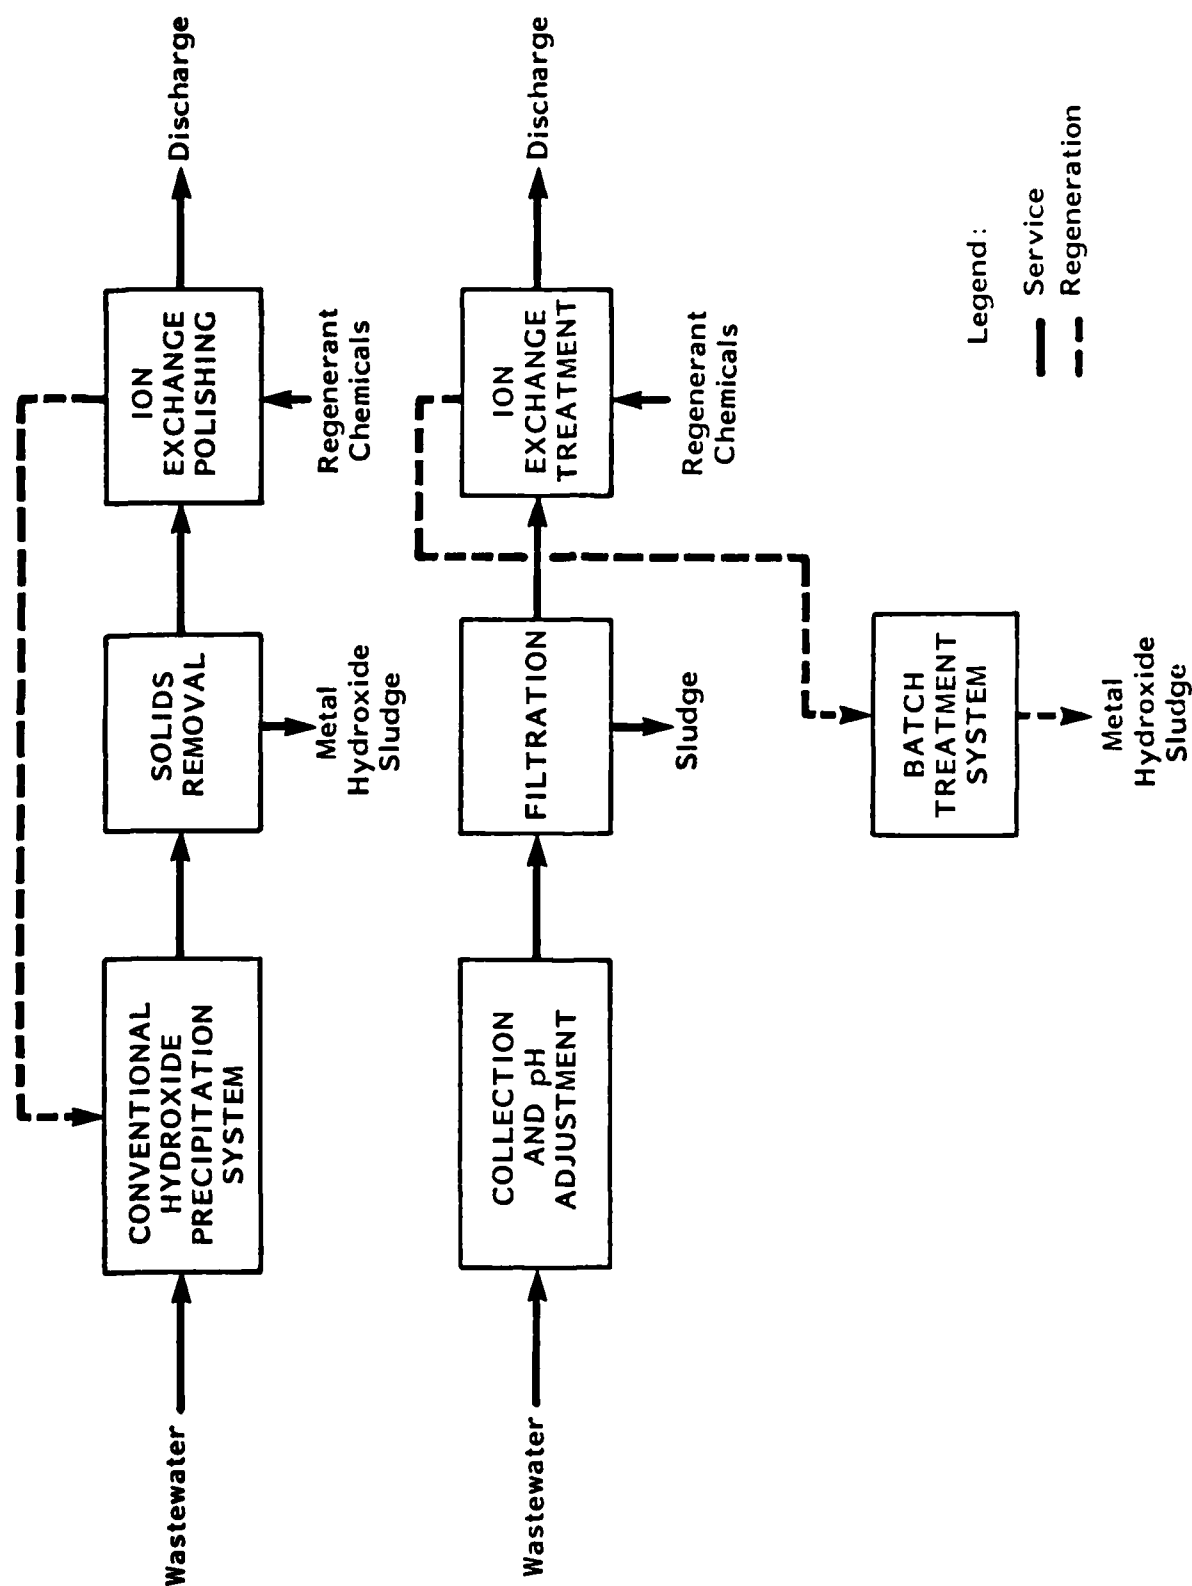 Wastewater
CONVENTIONAL
HYDROXIDE
PRECIPITATION
SYSTEM
SOLIDS
REMOVAL
Metal
Hydroxide
Sludge
ION
EXCHANGE
POLISHING
Regenerant
Chemicals
Discharge
Wastewater
COLLECTION
AND pH
ADJUSTMENT
FILTRATION
Sludge
ION
EXCHANGE
TREATMENT
Regenerant
Chemicals
Discharge
BATCH
TREATMENT
SYSTEM
Metal
Hydroxide
Sludge
Legend:
Service
Regeneration